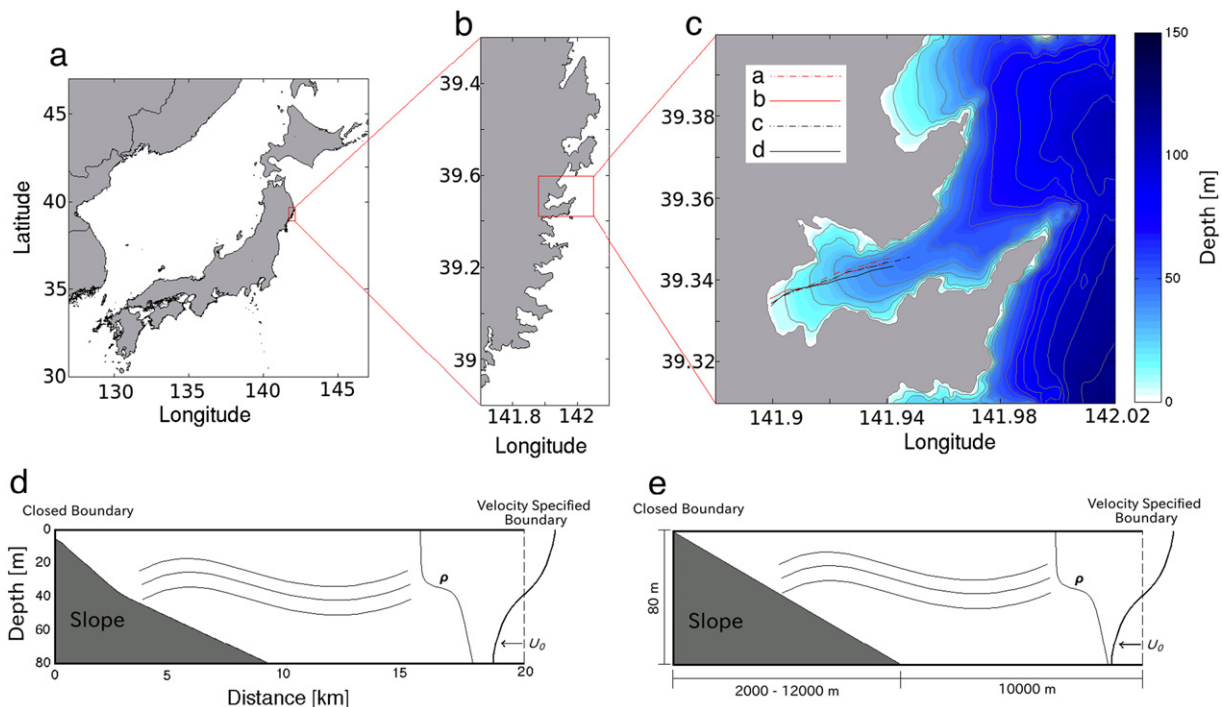 a
Latitude
45
40
35
30
130
135
140
145
Longitude
b
39.4
39.6
39.2
39
141.8
142
Longitude
c
a
b
c
d
39.38
39.36
39.34
39.32
141.9
141.94
141.98
142.02
Longitude
150
100
50
0
Depth [m]
d
Closed Boundary
Velocity Specified
Boundary
Depth [m]
0
20
40
60
80
Slope
ρ
U₀
0
5
10
15
20
Distance [km]
e
Closed Boundary
Velocity Specified
Boundary
80 m
Slope
ρ
U₀
2000 - 12000 m
10000 m